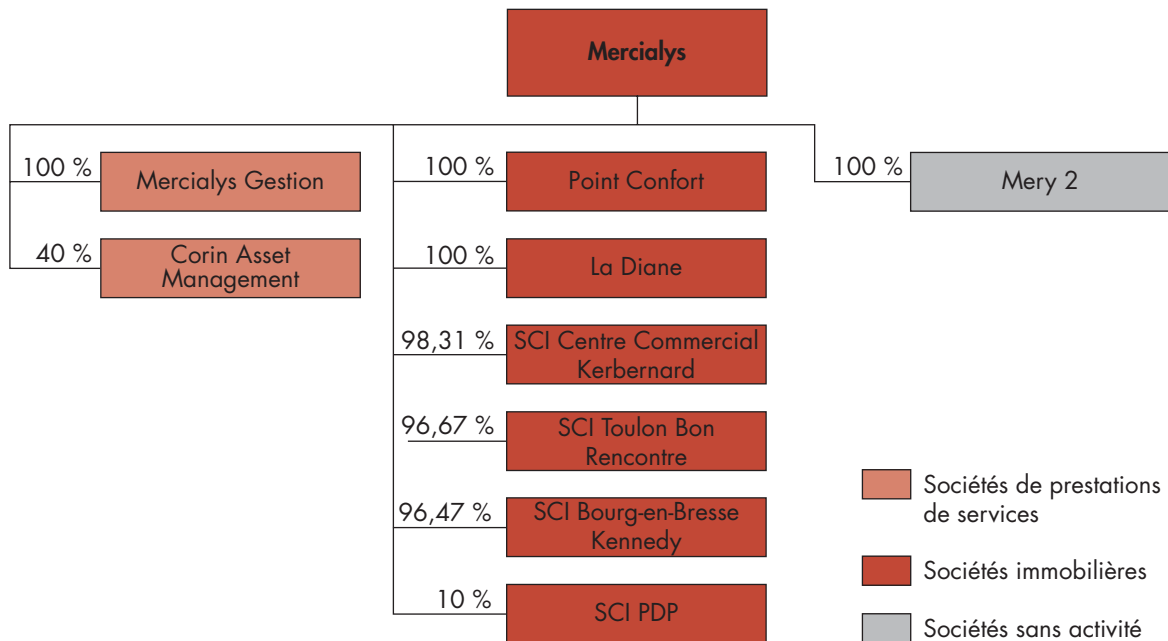 Mercialys
100 %
Mercialys Gestion
40 %
Corin Asset
Management
100 %
Point Confort
100 %
La Diane
98,31 %
SCI Centre Commercial
Kerbernard
96,67 %
SCI Toulon Bon
Rencontre
96,47 %
SCI Bourg-en-Bresse
Kennedy
10 %
SCI PDP
100 %
Mery 2
Sociétés de prestations
de services
Sociétés immobilières
Sociétés sans activité